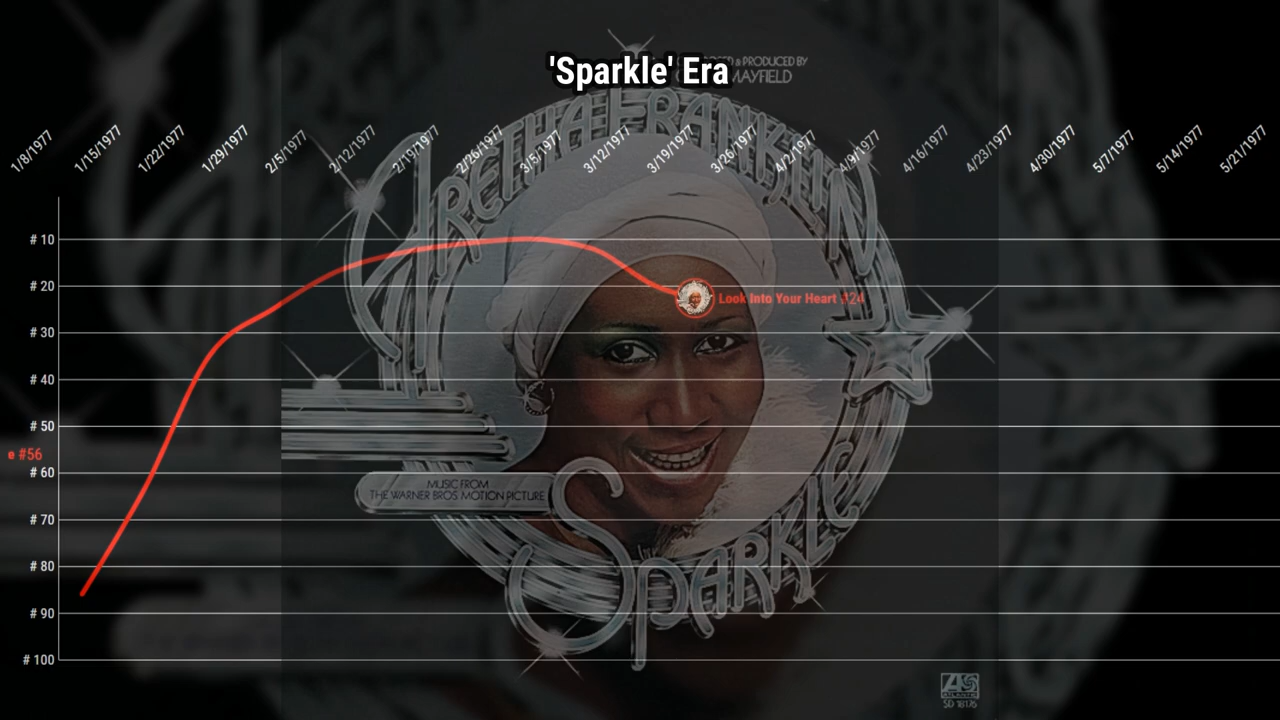 'Sparkle' Era
& PRODUCED BY
MAYFIELD
1/8/1977
1/15/1977
1/22/1977
1/29/1977
2/5/1977
2/12/1977
2/19/1977
2/26/1977
3/5/1977
3/12/1977
3/19/1977
3/26/1977
4/2/1977
4/9/1977
4/16/1977
4/23/1977
4/30/1977
5/7/1977
5/14/1977
5/21/1977
ARETHA FRANKLIN
# 10
# 20
Look Into Your Heart #24
# 30
# 40
# 50
e #56
# 60
MUSIC FROM
THE WARNER BROS. MOTION PICTURE
SPARKLE
# 70
# 80
# 90
# 100
ATLANTIC
SD 18176